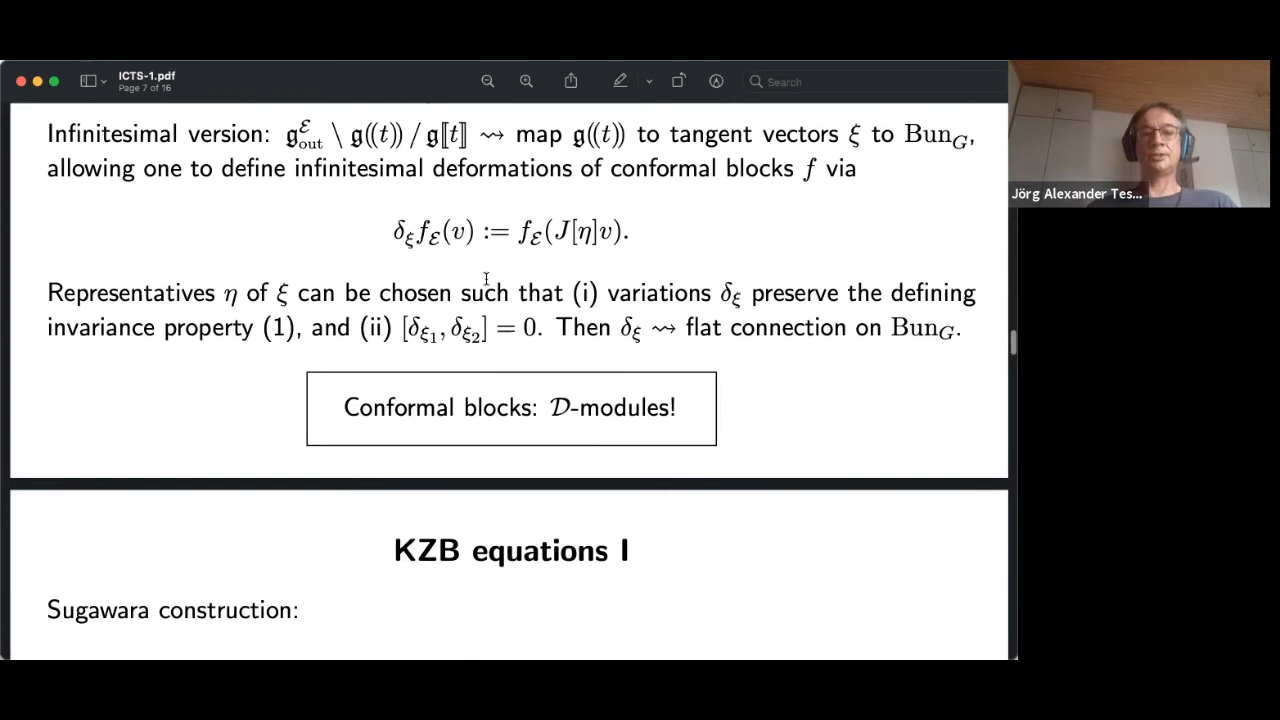 ICTS-1.pdf
Page 7 of 16
Search
Infinitesimal version: 𝔤^ℰ_out \ 𝔤((t)) / 𝔤[[t]] ⇝ map 𝔤((t)) to tangent vectors ξ to Bun_G,
allowing one to define infinitesimal deformations of conformal blocks f via
δ_ξ f_ℰ(v) := f_ℰ(J[η]v).
Representatives η of ξ can be chosen such that (i) variations δ_ξ preserve the defining
invariance property (1), and (ii) [δ_ξ₁, δ_ξ₂] = 0. Then δ_ξ ⇝ flat connection on Bun_G.
Conformal blocks: 𝒟-modules!
KZB equations I
Sugawara construction:
Jörg Alexander Tes...